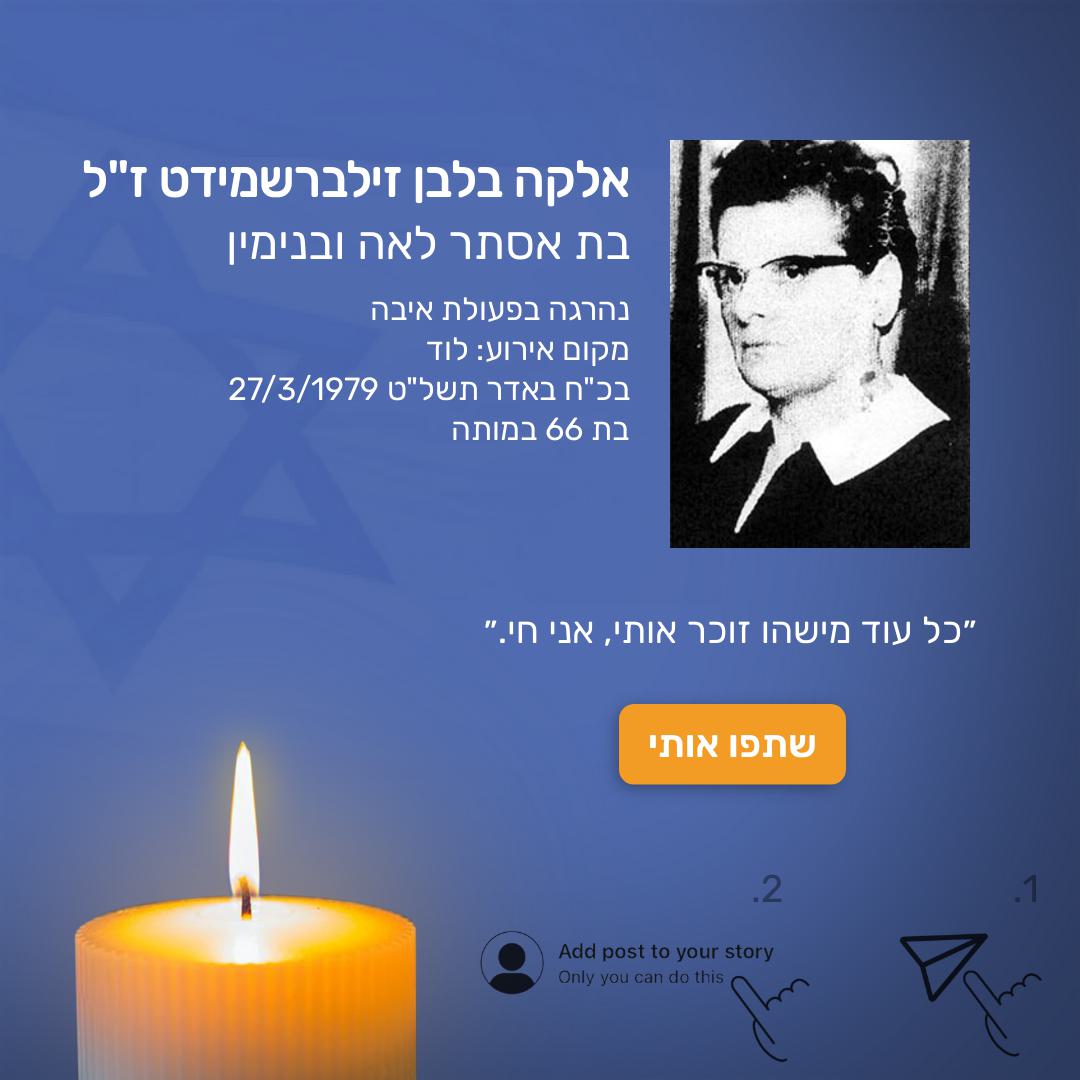 אלקה בלבן זילברשמידט ז"ל
בת אסתר לאה ובנימין
נהרגה בפעולת איבה
מקום אירוע: לוד
בכ"ח באדר תשל"ט 27/3/1979
בת 66 במותה
״כל עוד מישהו זוכר אותי, אני חי.״
שתפו אותי
1.
2.
Add post to your story
Only you can do this